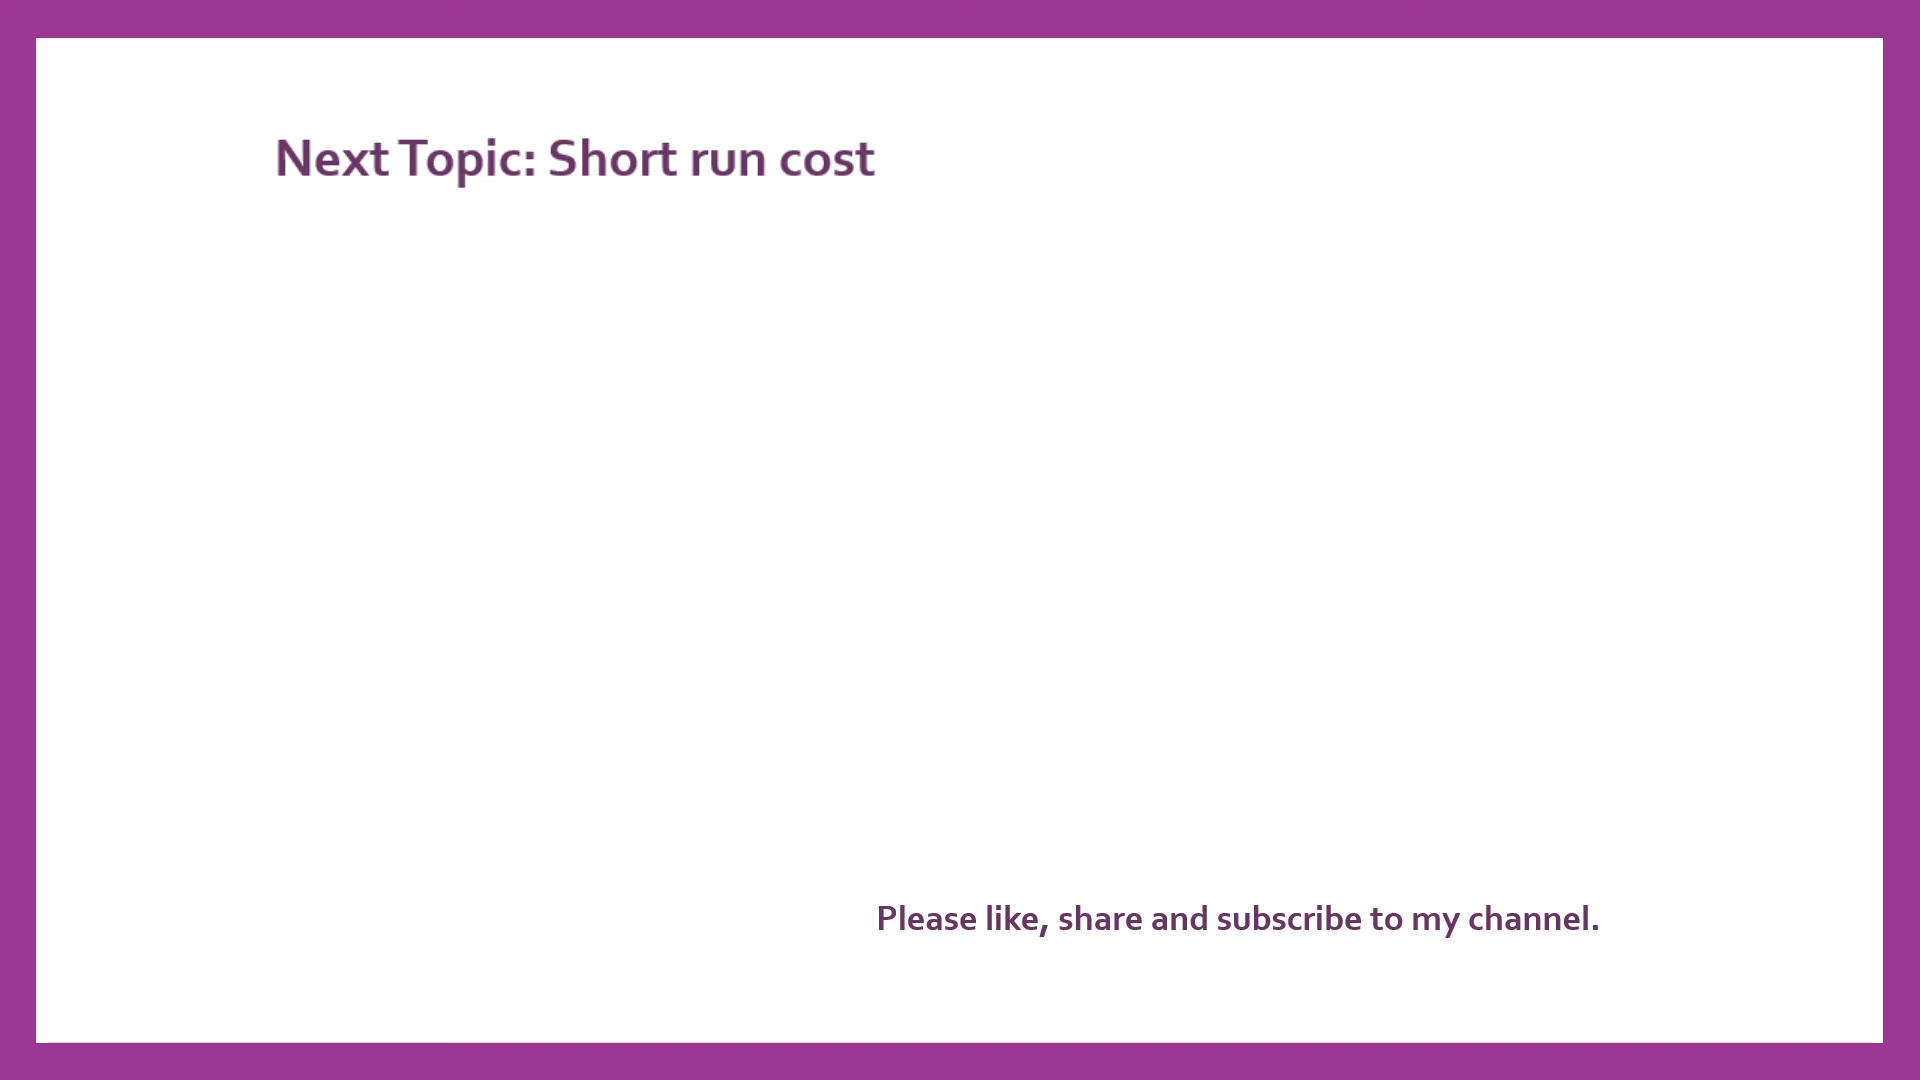 Next Topic: Short run cost
Please like, share and subscribe to my channel.